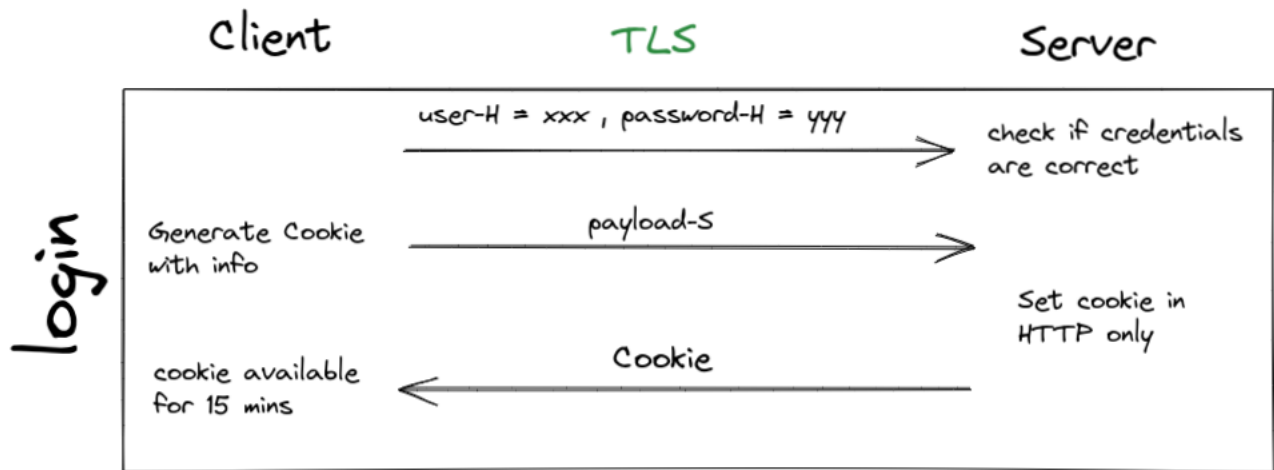 Client
TLS
Server
login
user-H = xxx , password-H = yyy
check if credentials
are correct
Generate Cookie
with info
payload-S
Set cookie in
HTTP only
Cookie
cookie available
for 15 mins